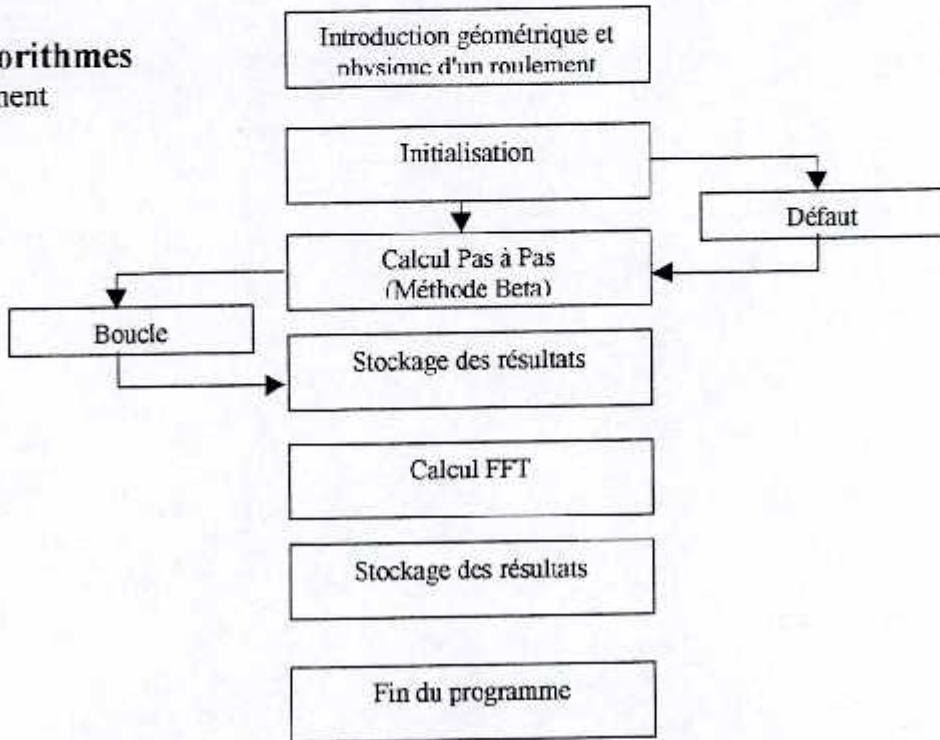 Introduction géométrique et
physique d'un roulement
orithmes
nent
Initialisation
Défaut
Calcul Pas à Pas
(Méthode Beta)
Boucle
Stockage des résultats
Calcul FFT
Stockage des résultats
Fin du programme